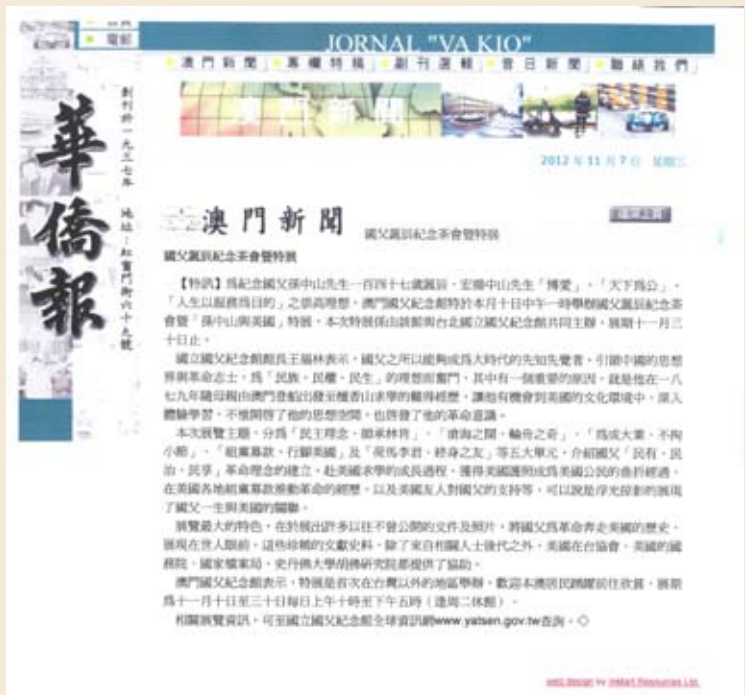 電郵
JORNAL "VA KIO"
澳門新聞 專欄特稿 副刊選輯 昔日新聞 聯絡我們
華僑報
創刊於一九三七年 地址：紅窗門街六十九號
澳門新聞
2012年11月7日 星期三
澳門新聞
國父誕辰紀念茶會暨特展
國父誕辰紀念茶會暨特展
【特訊】為紀念國父孫中山先生一百四十七歲誕辰，宏揚中山先生「博愛」、「天下為公」、
「人生以服務為目的」之崇高理想，澳門國父紀念館特於本月十日中午一時舉辦國父誕辰紀念茶
會暨「孫中山與美國」特展，本次特展係由該館與台北國立國父紀念館共同主辦，展期十一月三
十日止。
國立國父紀念館館長王福林表示，國父之所以能夠成為大時代的先知先覺者，引領中國的思想
界與革命志士，為「民族、民權、民生」的理想而奮鬥，其中有一個重要的原因，就是他在一八
七九年隨母親由澳門登船出發至檀香山求學的難得經歷，讓他有機會到美國的文化環境中，深入
體驗學習，不惟開啓了他的思想空間，也啓發了他的革命意識。
本次展覽主題，分為「民主理念、師承林肯」、「滄海之闊、輪舟之奇」、「為成大業、不拘
小節」、「組黨募款、行腳美國」及「荷馬李君、終身之友」等五大單元，介紹國父「民有、民
治、民享」革命理念的建立，赴美國求學的成長過程，獲得美國護照成為美國公民的曲折經過，
在美國各地組黨募款推動革命的經歷，以及美國友人對國父的支持等，可以說是浮光掠影的展現
了國父一生與美國的關聯。
展覽最大的特色，在於展出許多以往不曾公開的文件及照片，將國父為革命奔走美國的歷史，
展現在世人眼前，這些珍稀的文獻史料，除了來自相關人士後代之外，美國在台協會、美國的國
務院、國家檔案局、史丹佛大學胡佛研究院都提供了協助。
澳門國父紀念館表示，特展是首次在台灣以外的地區舉辦，歡迎本澳居民踴躍前往欣賞，展期
為十一月十日至三十日每日上午十時至下午五時（逢周二休館）。
相關展覽資訊，可至國立國父紀念館全球資訊網www.yatsen.gov.tw查詢。◇
web design by InMart Resources Ltd.